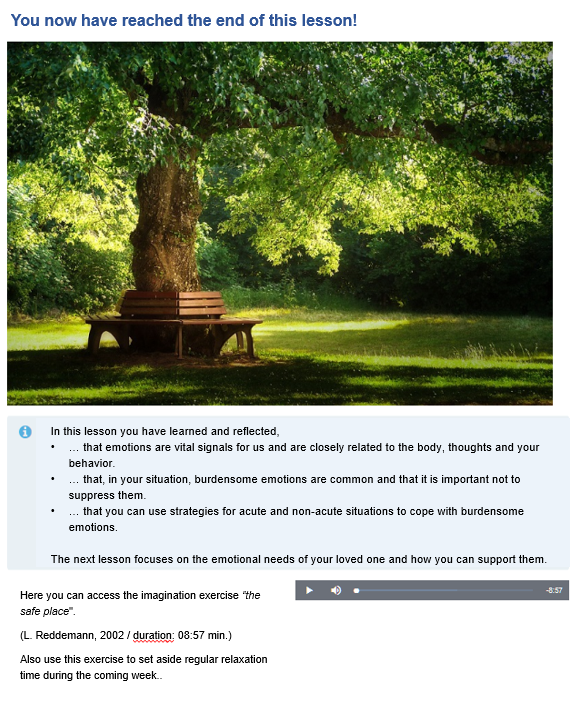 You now have reached the end of this lesson!
In this lesson you have learned and reflected,
• … that emotions are vital signals for us and are closely related to the body, thoughts and your
behavior.
• … that, in your situation, burdensome emotions are common and that it is important not to
suppress them.
• … that you can use strategies for acute and non-acute situations to cope with burdensome
emotions.
The next lesson focuses on the emotional needs of your loved one and how you can support them.
Here you can access the imagination exercise "the
safe place".
-8:57
(L. Reddemann, 2002 / duration: 08:57 min.)
Also use this exercise to set aside regular relaxation
time during the coming week..